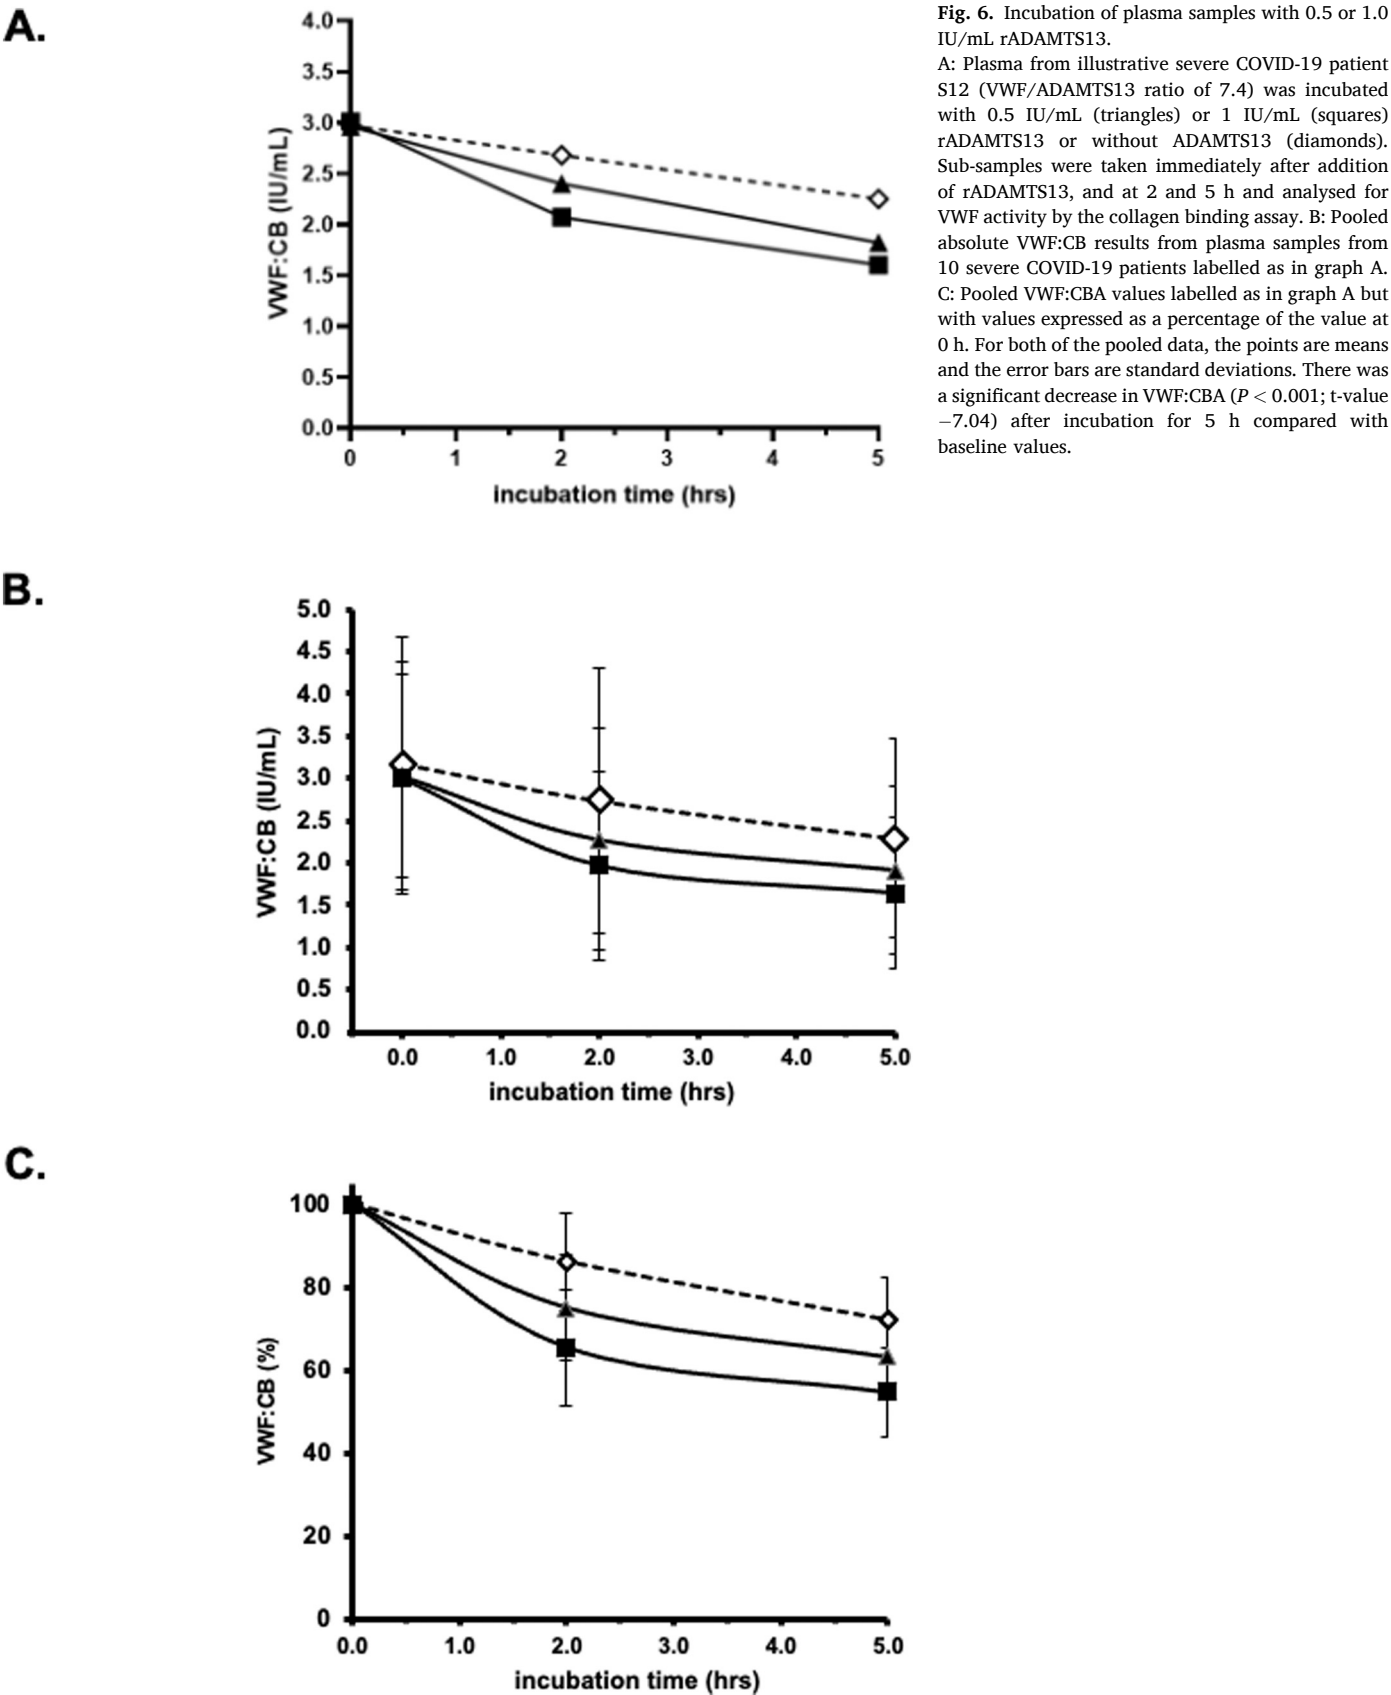 A.
4.0
3.5
3.0
2.5
2.0
1.5
1.0
0.5
0.0
VWF:CB (IU/mL)
0 1 2 3 4 5
incubation time (hrs)
Fig. 6. Incubation of plasma samples with 0.5 or 1.0
IU/mL rADAMTS13.
A: Plasma from illustrative severe COVID-19 patient
S12 (VWF/ADAMTS13 ratio of 7.4) was incubated
with 0.5 IU/mL (triangles) or 1 IU/mL (squares)
rADAMTS13 or without ADAMTS13 (diamonds).
Sub-samples were taken immediately after addition
of rADAMTS13, and at 2 and 5 h and analysed for
VWF activity by the collagen binding assay. B: Pooled
absolute VWF:CB results from plasma samples from
10 severe COVID-19 patients labelled as in graph A.
C: Pooled VWF:CBA values labelled as in graph A but
with values expressed as a percentage of the value at
0 h. For both of the pooled data, the points are means
and the error bars are standard deviations. There was
a significant decrease in VWF:CBA (P < 0.001; t-value
−7.04) after incubation for 5 h compared with
baseline values.
B.
5.0
4.5
4.0
3.5
3.0
2.5
2.0
1.5
1.0
0.5
0.0
VWF:CB (IU/mL)
0.0 1.0 2.0 3.0 4.0 5.0
incubation time (hrs)
C.
100
80
60
40
20
0
VWF:CB (%)
0.0 1.0 2.0 3.0 4.0 5.0
incubation time (hrs)